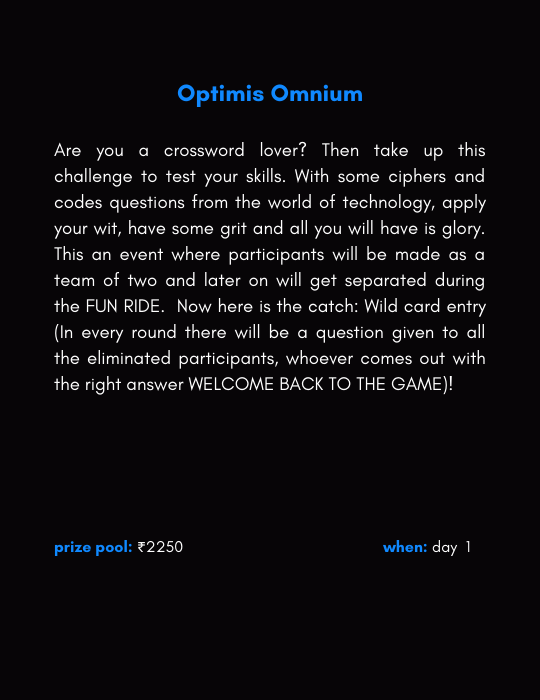 Optimis Omnium
Are you a crossword lover? Then take up this
challenge to test your skills. With some ciphers and
codes questions from the world of technology, apply
your wit, have some grit and all you will have is glory.
This an event where participants will be made as a
team of two and later on will get separated during
the FUN RIDE.  Now here is the catch: Wild card entry
(In every round there will be a question given to all
the eliminated participants, whoever comes out with
the right answer WELCOME BACK TO THE GAME)!
prize pool: ₹2250 when: day 1